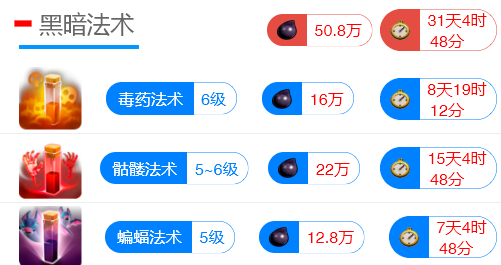 黑暗法术
50.8万
31天4时
48分
毒药法术 6级
16万
8天19时
12分
骷髅法术 5~6级
22万
15天4时
48分
蝙蝠法术 5级
12.8万
7天4时
48分